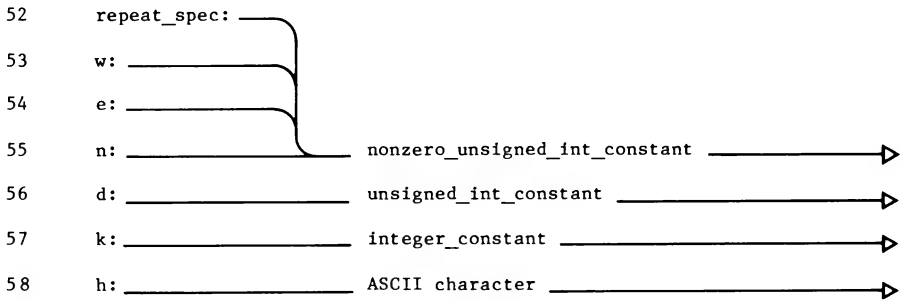 52 repeat_spec:
53 w:
54 e:
55 n: nonzero_unsigned_int_constant
56 d: unsigned_int_constant
57 k: integer_constant
58 h: ASCII character